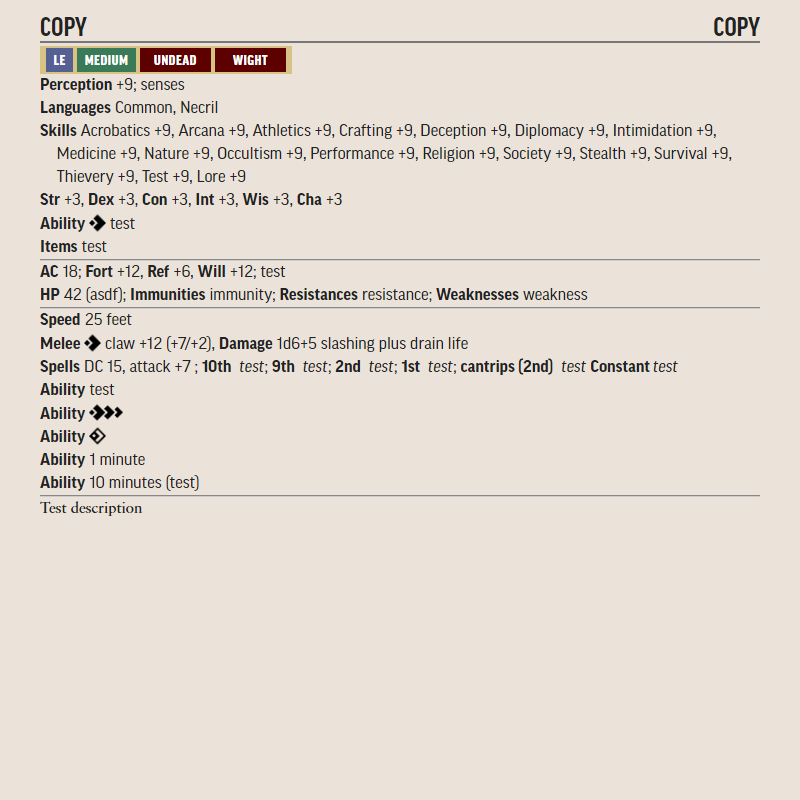 COPY COPY
LE MEDIUM UNDEAD WIGHT
Perception +9; senses
Languages Common, Necril
Skills Acrobatics +9, Arcana +9, Athletics +9, Crafting +9, Deception +9, Diplomacy +9, Intimidation +9,
Medicine +9, Nature +9, Occultism +9, Performance +9, Religion +9, Society +9, Stealth +9, Survival +9,
Thievery +9, Test +9, Lore +9
Str +3, Dex +3, Con +3, Int +3, Wis +3, Cha +3
Ability test
Items test
AC 18; Fort +12, Ref +6, Will +12; test
HP 42 (asdf); Immunities immunity; Resistances resistance; Weaknesses weakness
Speed 25 feet
Melee claw +12 (+7/+2), Damage 1d6+5 slashing plus drain life
Spells DC 15, attack +7 ; 10th test; 9th test; 2nd test; 1st test; cantrips (2nd) test Constant test
Ability test
Ability
Ability
Ability 1 minute
Ability 10 minutes (test)
Test description